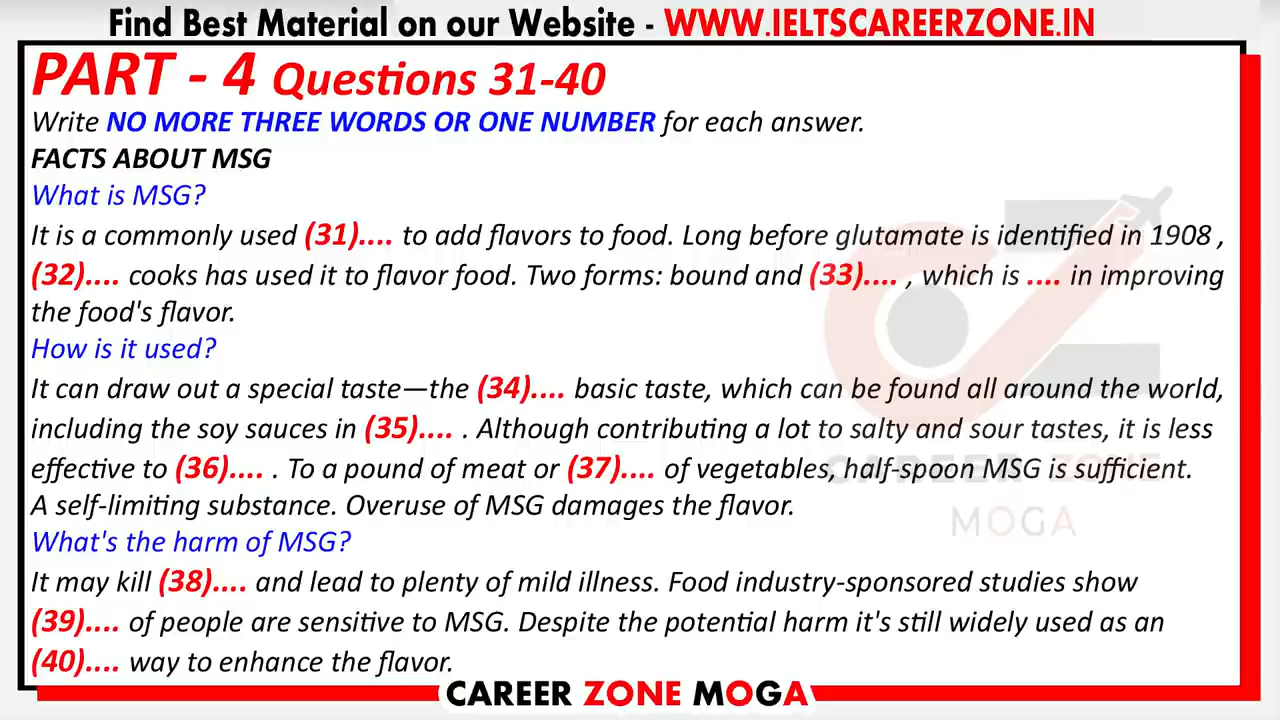 Find Best Material on our Website - WWW.IELTSCAREERZONE.IN
PART - 4 Questions 31-40
Write NO MORE THREE WORDS OR ONE NUMBER for each answer.
FACTS ABOUT MSG
What is MSG?
It is a commonly used (31).... to add flavors to food. Long before glutamate is identified in 1908 ,
(32).... cooks has used it to flavor food. Two forms: bound and (33).... , which is .... in improving
the food's flavor.
How is it used?
It can draw out a special taste—the (34).... basic taste, which can be found all around the world,
including the soy sauces in (35).... . Although contributing a lot to salty and sour tastes, it is less
effective to (36).... . To a pound of meat or (37).... of vegetables, half-spoon MSG is sufficient.
A self-limiting substance. Overuse of MSG damages the flavor.
What's the harm of MSG?
It may kill (38).... and lead to plenty of mild illness. Food industry-sponsored studies show
(39).... of people are sensitive to MSG. Despite the potential harm it's still widely used as an
(40).... way to enhance the flavor.
CAREER ZONE
MOGA
CAREER ZONE MOGA